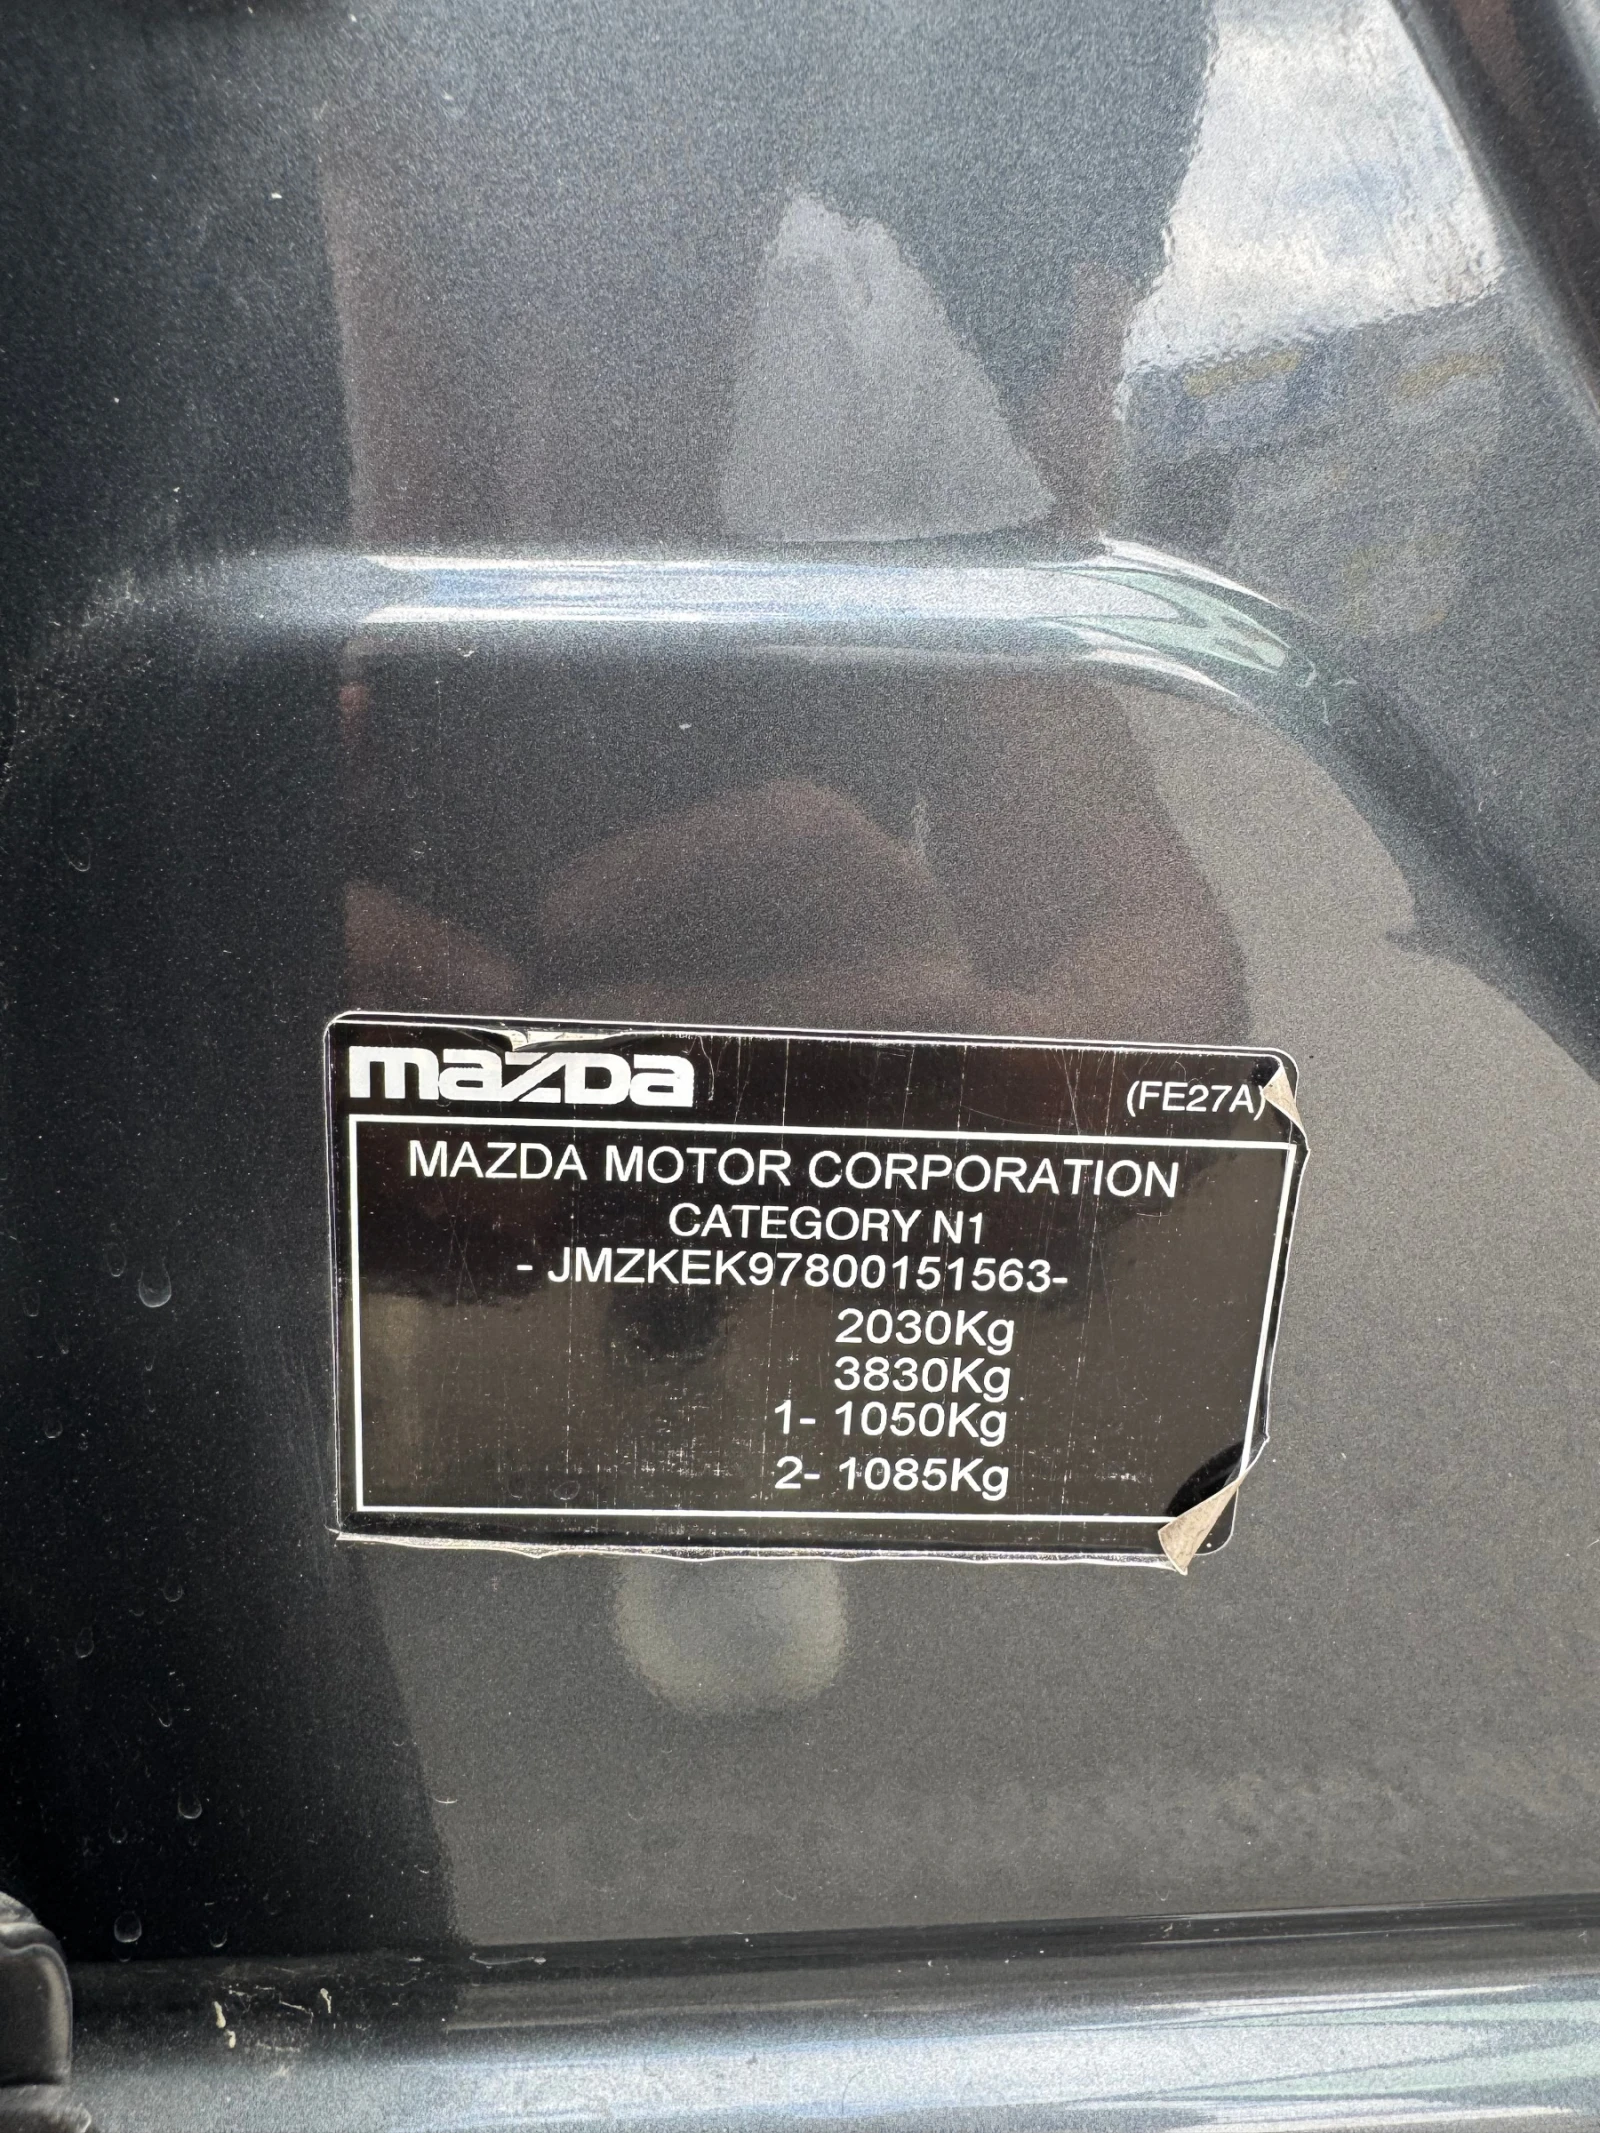 mazda (FE27A)
MAZDA MOTOR CORPORATION
CATEGORY N1
- JMZKEK97800151563-
2030Kg
3830Kg
1- 1050Kg
2- 1085Kg